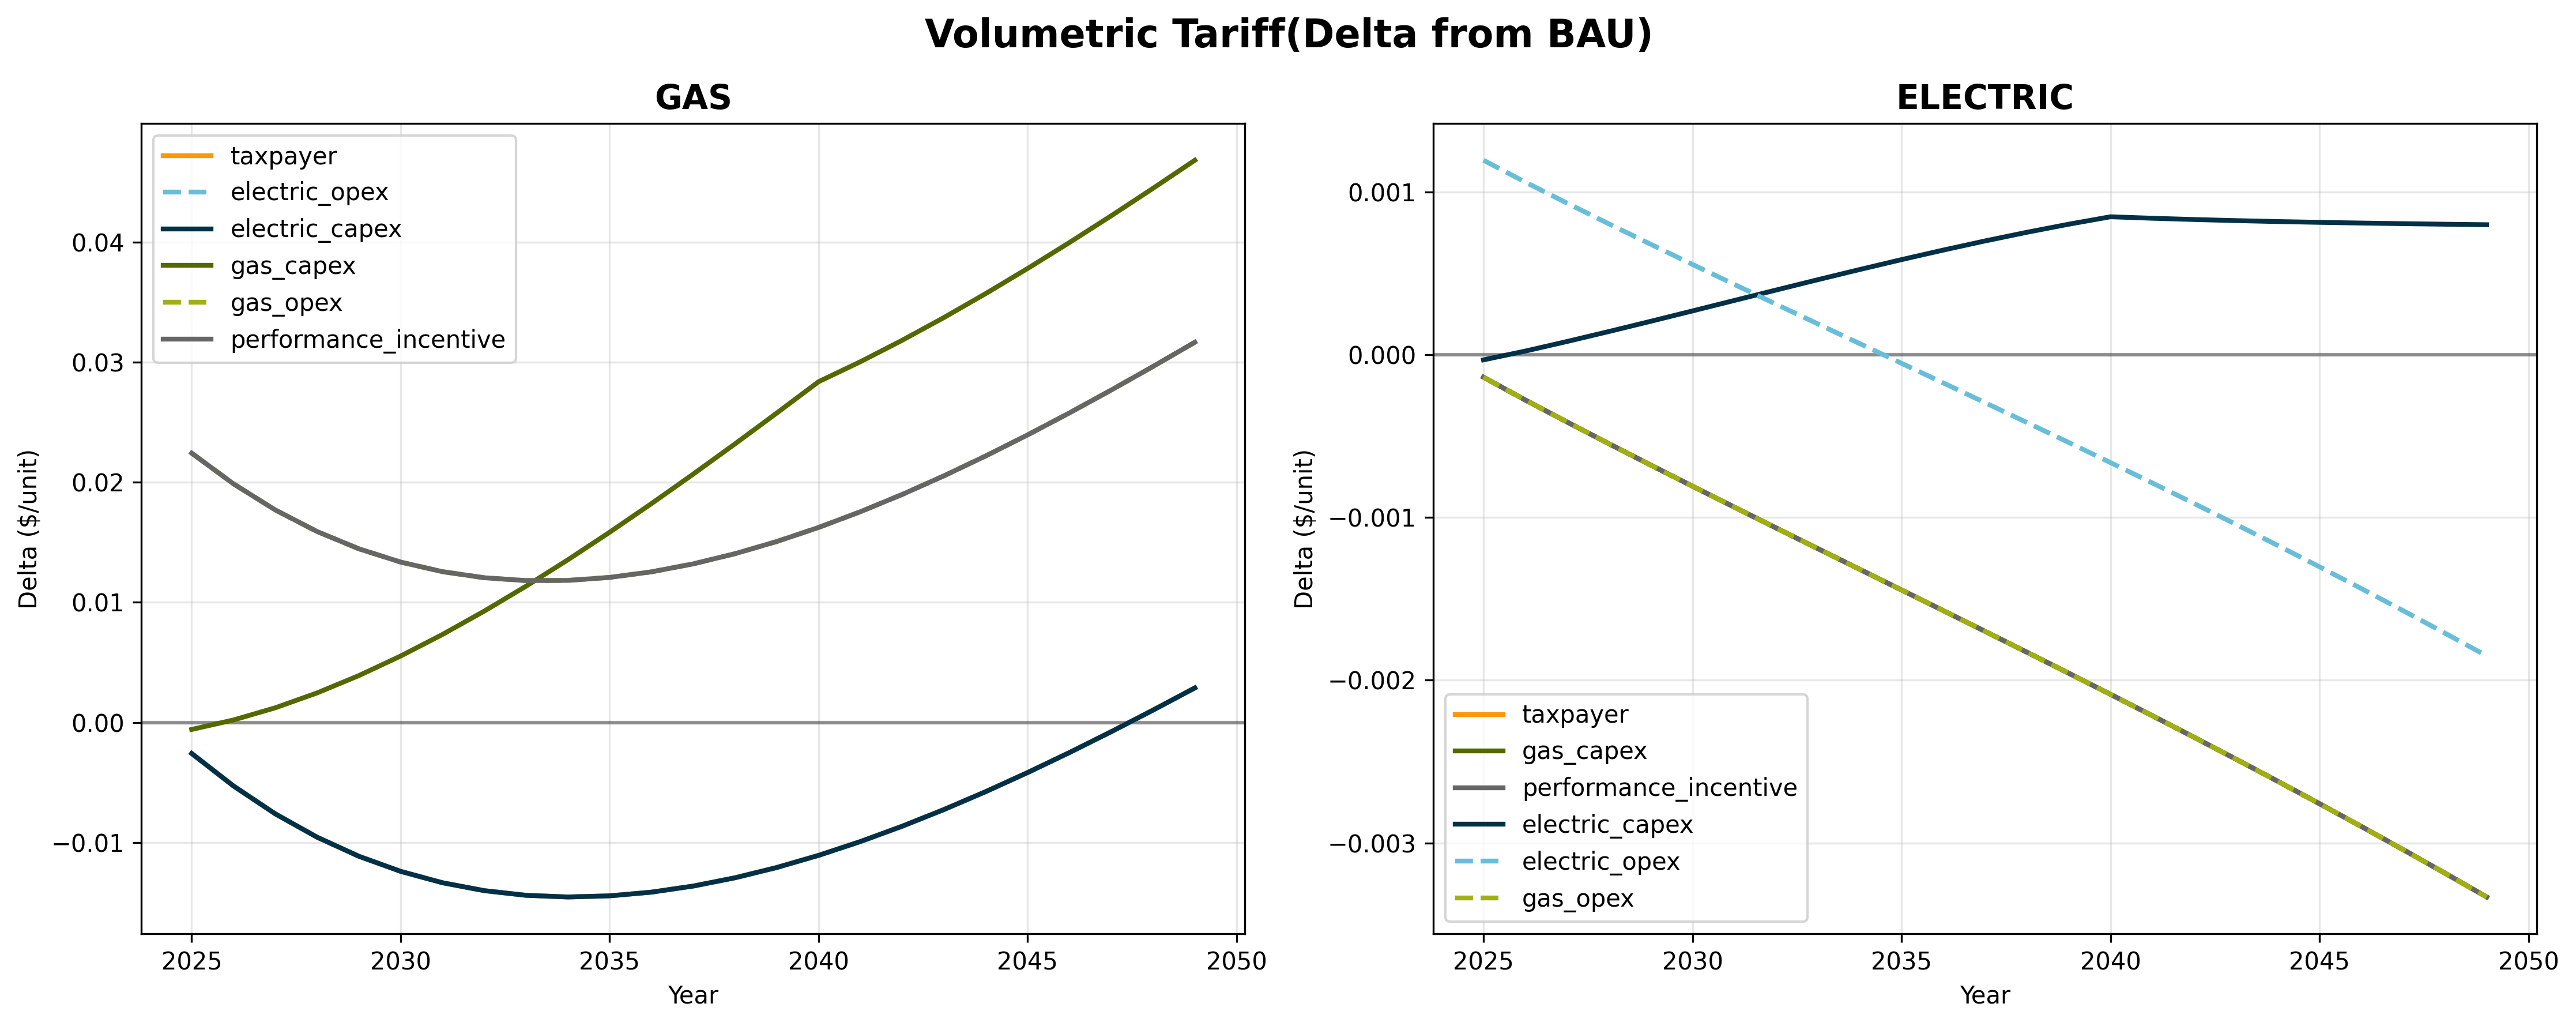 Volumetric Tariff(Delta from BAU)
GAS
taxpayer
electric_opex
electric_capex
gas_capex
gas_opex
performance_incentive
0.04
0.03
0.02
0.01
0.00
−0.01
Delta ($/unit)
2025 2030 2035 2040 2045 2050
Year
ELECTRIC
0.001
0.000
−0.001
−0.002
−0.003
Delta ($/unit)
taxpayer
gas_capex
performance_incentive
electric_capex
electric_opex
gas_opex
2025 2030 2035 2040 2045 2050
Year